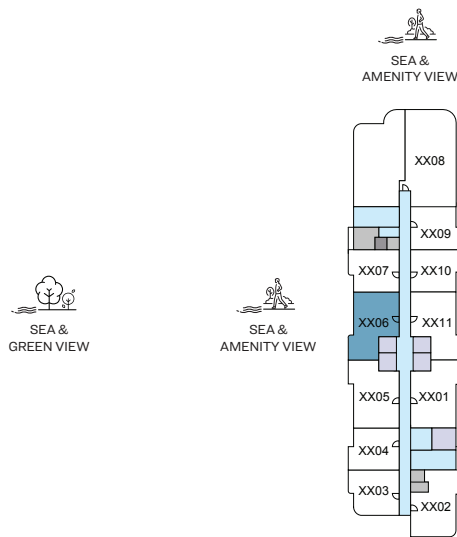 SEA &
AMENITY VIEW
XX08
XX09
XX07
XX10
SEA &
GREEN VIEW
SEA &
AMENITY VIEW
XX06
XX11
XX05
XX01
XX04
XX03
XX02